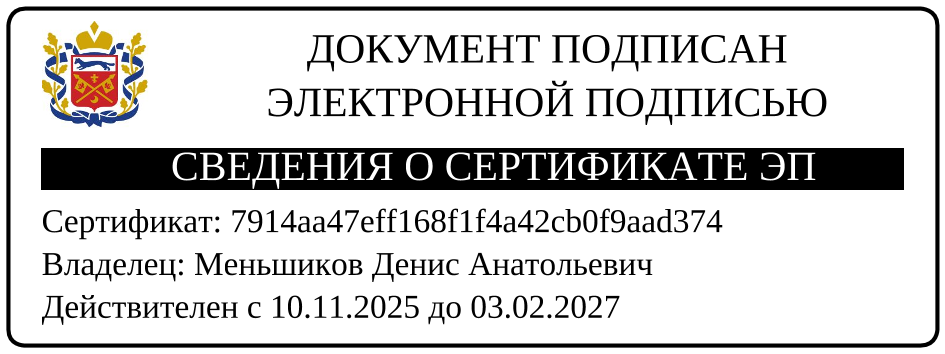 ДОКУМЕНТ ПОДПИСАН
ЭЛЕКТРОННОЙ ПОДПИСЬЮ
СВЕДЕНИЯ О СЕРТИФИКАТЕ ЭП
Сертификат: 7914aa47eff168f1f4a42cb0f9aad374
Владелец: Меньшиков Денис Анатольевич
Действителен с 10.11.2025 до 03.02.2027